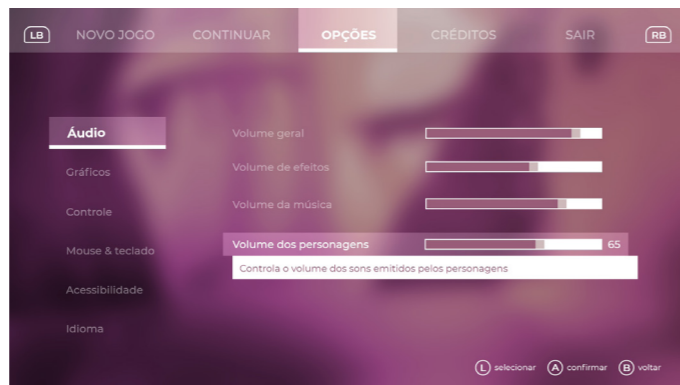 LB NOVO JOGO CONTINUAR OPÇÕES CRÉDITOS SAIR RB
Áudio
Gráficos
Controle
Mouse & teclado
Acessibilidade
Idioma
Volume geral
Volume de efeitos
Volume da música
Volume dos personagens 65
Controla o volume dos sons emitidos pelos personagens
L selecionar A confirmar B voltar